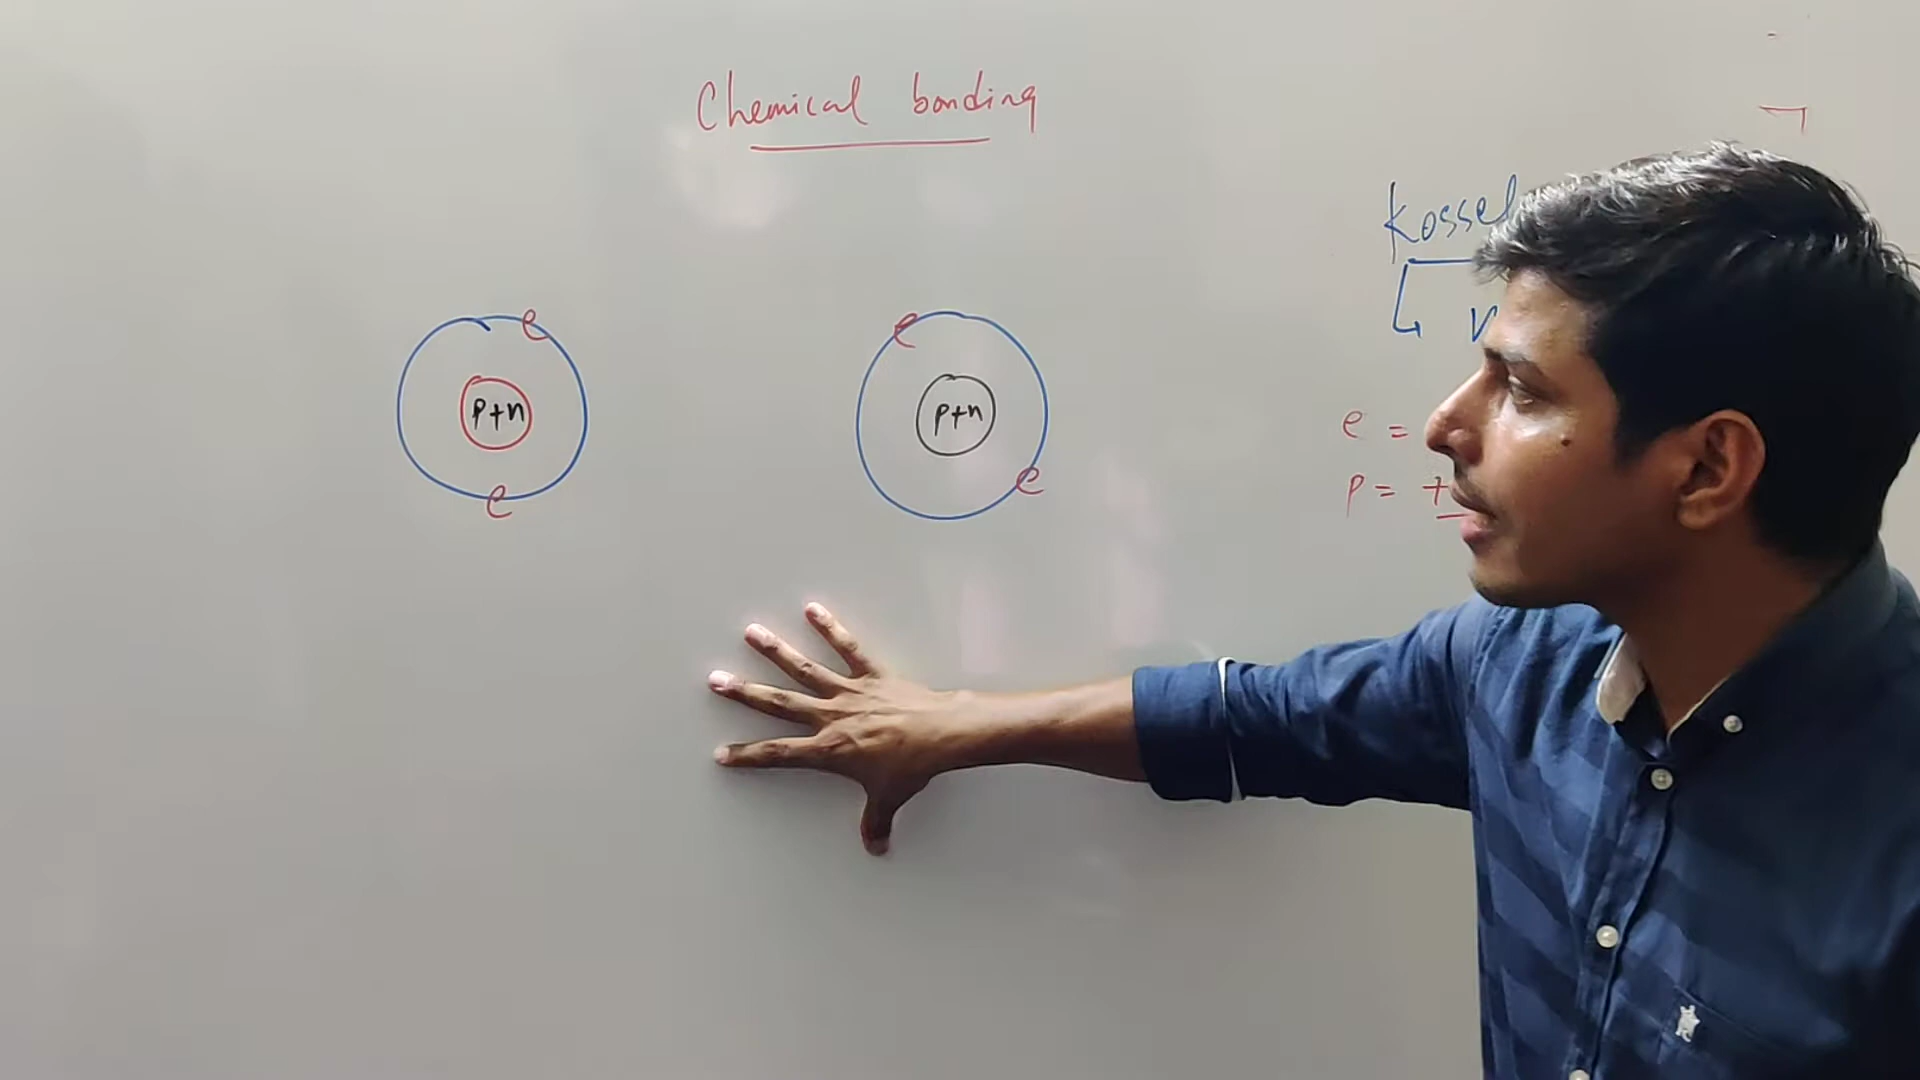 Chemical bonding
Kossel
e
e
p+n
p+n
e
e
e =
p = +